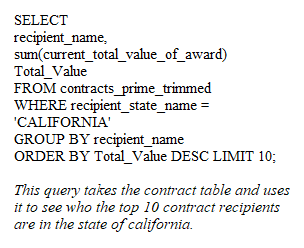 SELECT
recipient_name,
sum(current_total_value_of_award)
Total_Value
FROM contracts_prime_trimmed
WHERE recipient_state_name =
'CALIFORNIA'
GROUP BY recipient_name
ORDER BY Total_Value DESC LIMIT 10;
This query takes the contract table and uses
it to see who the top 10 contract recipients
are in the state of california.